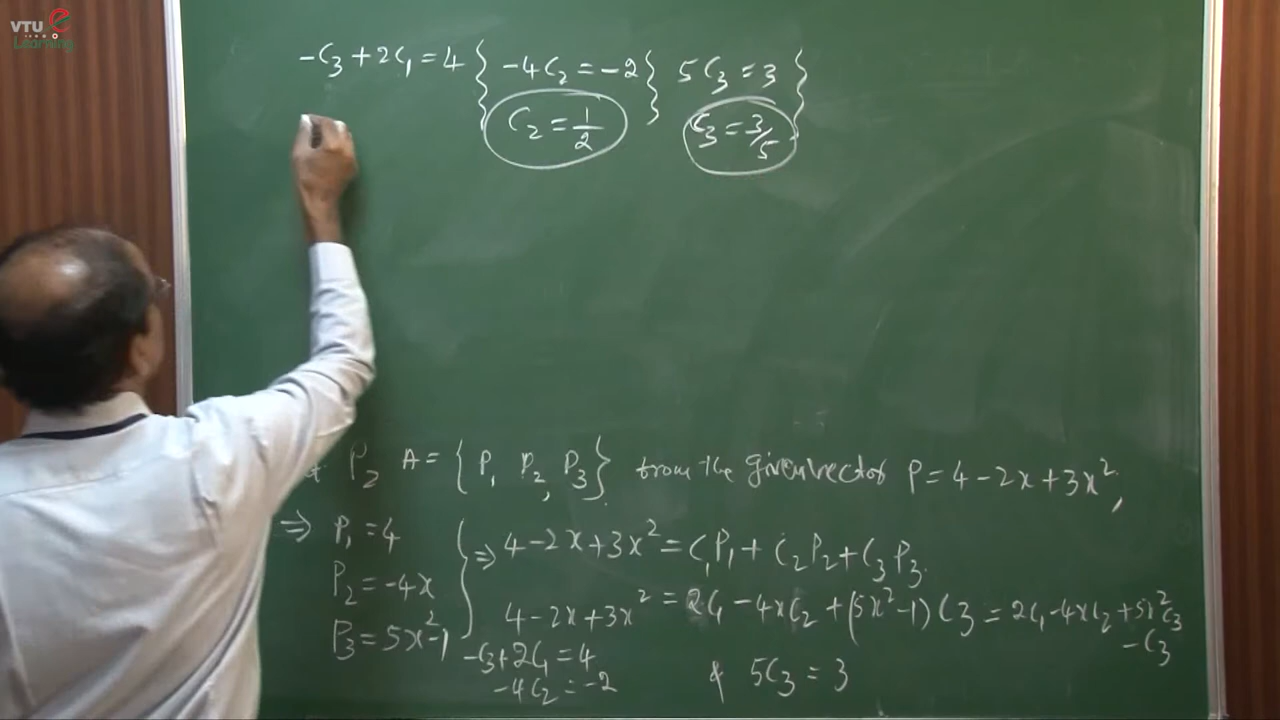 VTU e
Learning
-C₃ + 2C₁ = 4 } -4C₂ = -2 } 5C₃ = 3 }
C₂ = 1/2 C₃ = 3/5
P₂ A = {P₁ P₂, P₃} from the given vector P = 4 - 2x + 3x²,
⇒ P₁ = 4 ⇒ 4 - 2x + 3x² = C₁P₁ + C₂P₂ + C₃P₃.
P₂ = -4x
4 - 2x + 3x² = 2C₁ - 4xC₂ + (5x² - 1) C₃ = 2C₁ - 4xC₂ + 5x²C₃
P₃ = 5x² - 1 - C₃
-C₃ + 2C₁ = 4
-4C₂ = -2 & 5C₃ = 3